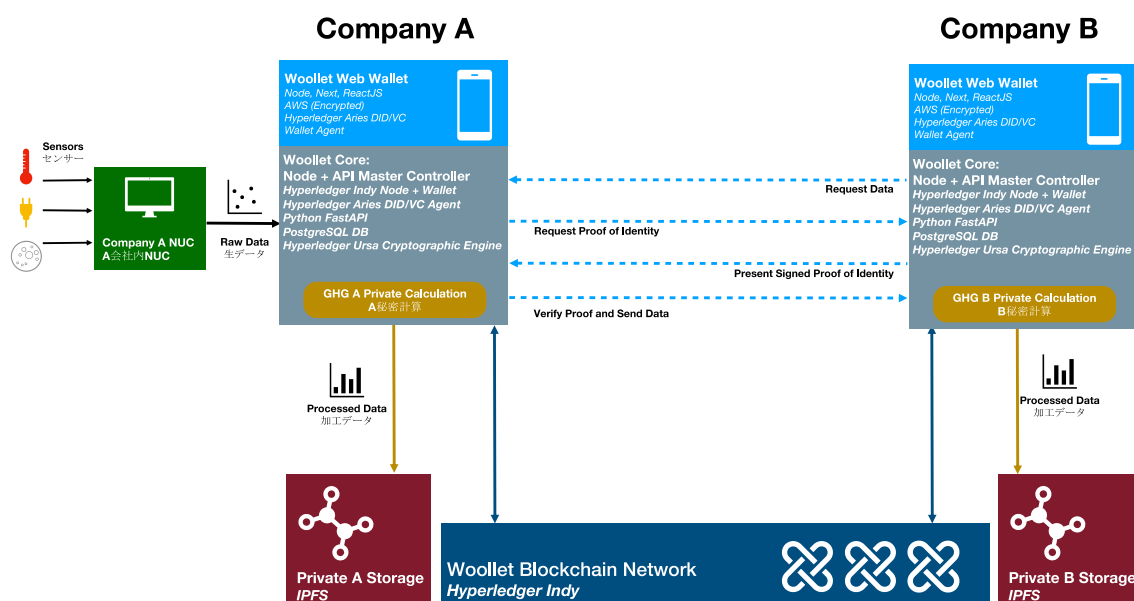 Company A
Company B
Woollet Web Wallet
Node, Next, ReactJS
AWS (Encrypted)
Hyperledger Aries DID/VC
Wallet Agent
Woollet Web Wallet
Node, Next, ReactJS
AWS (Encrypted)
Hyperledger Aries DID/VC
Wallet Agent
Sensors
センサー
Company A NUC
A会社内NUC
Raw Data
生データ
Woollet Core:
Node + API Master Controller
Hyperledger Indy Node + Wallet
Hyperledger Aries DID/VC Agent
Python FastAPI
PostgreSQL DB
Hyperledger Ursa Cryptographic Engine
GHG A Private Calculation
A秘密計算
Request Data
Request Proof of Identity
Present Signed Proof of Identity
Verify Proof and Send Data
Woollet Core:
Node + API Master Controller
Hyperledger Indy Node + Wallet
Hyperledger Aries DID/VC Agent
Python FastAPI
PostgreSQL DB
Hyperledger Ursa Cryptographic Engine
GHG B Private Calculation
B秘密計算
Processed Data
加工データ
Processed Data
加工データ
Private A Storage
IPFS
Woollet Blockchain Network
Hyperledger Indy
Private B Storage
IPFS